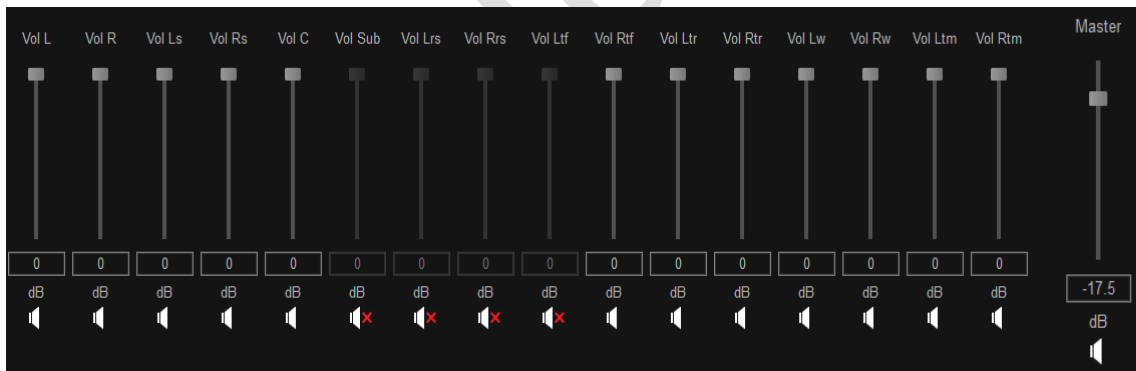 Vol L Vol R Vol Ls Vol Rs Vol C Vol Sub Vol Lrs Vol Rrs Vol Ltf Vol Rtf Vol Ltr Vol Rtr Vol Lw Vol Rw Vol Ltm Vol Rtm Master
0 0 0 0 0 0 0 0 0 0 0 0 0 0 0 0 -17.5
dB dB dB dB dB dB dB dB dB dB dB dB dB dB dB dB dB